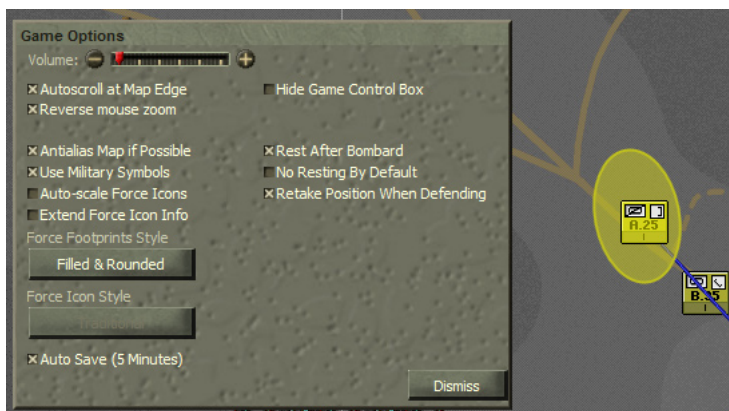 Game Options
Volume:
Autoscroll at Map Edge
Hide Game Control Box
Reverse mouse zoom
Antialias Map if Possible
Rest After Bombard
Use Military Symbols
No Resting By Default
Auto-scale Force Icons
Retake Position When Defending
Extend Force Icon Info
Force Footprints Style
Filled & Rounded
Force Icon Style
Traditional
Auto Save (5 Minutes)
Dismiss
A.25
I
I